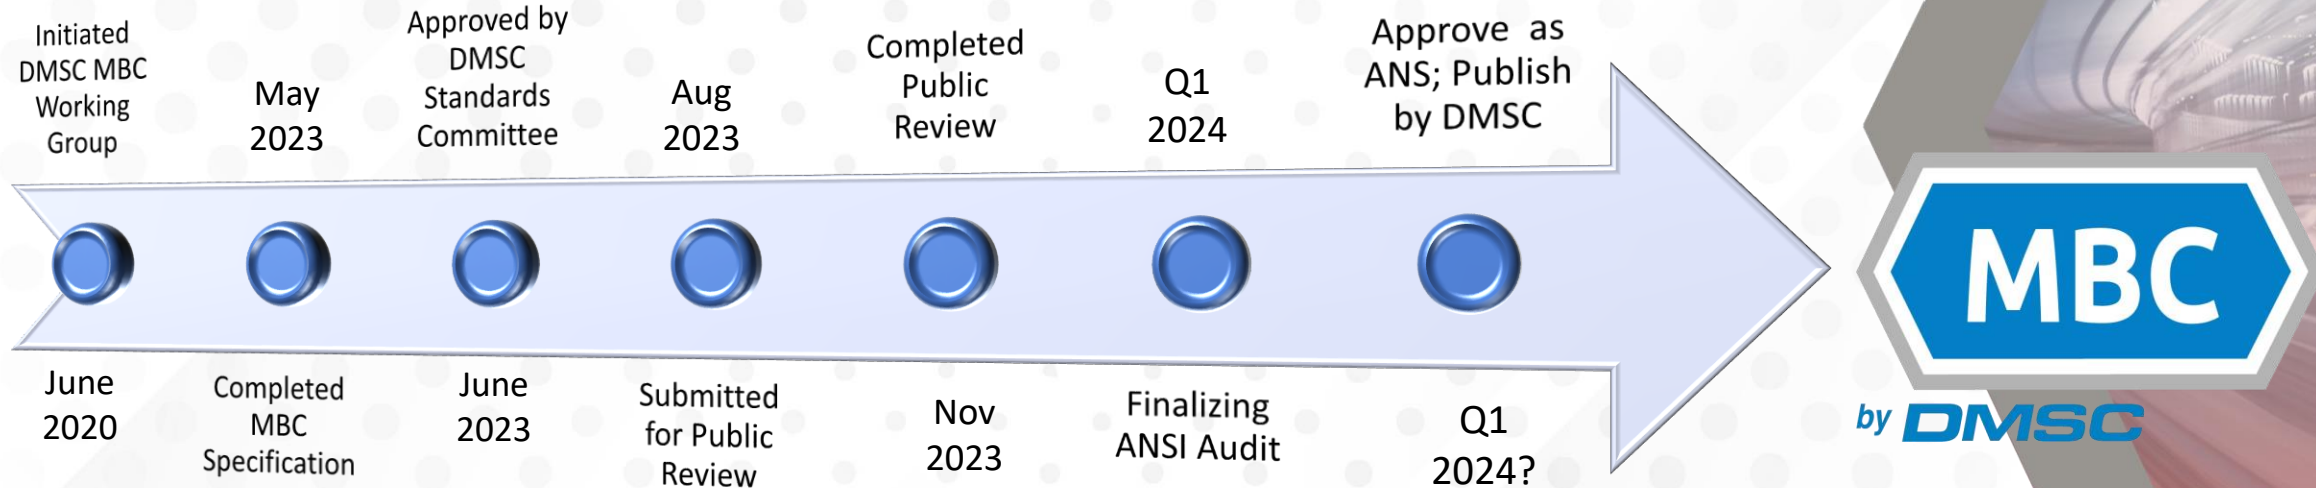 Initiated
DMSC MBC
Working
Group
June
2020
May
2023
Completed
MBC
Specification
Approved by
DMSC
Standards
Committee
June
2023
Aug
2023
Submitted
for Public
Review
Completed
Public
Review
Nov
2023
Q1
2024
Finalizing
ANSI Audit
Approve as
ANS; Publish
by DMSC
Q1
2024?
MBC
by DMSC